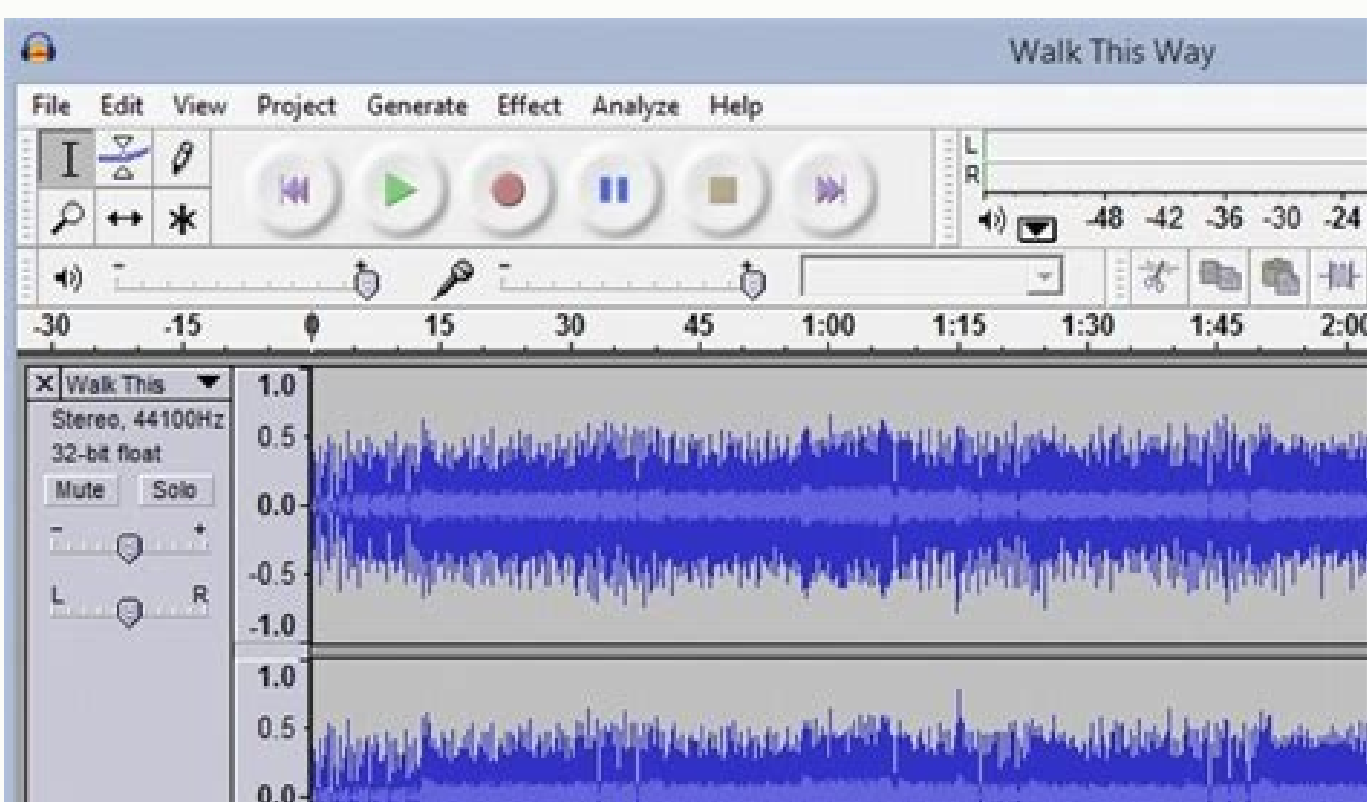 Walk This Way
File Edit View Project Generate Effect Analyze Help
L
R
-48 -42 -36 -30 -24
- + - +
-30 -15 0 15 30 45 1:00 1:15 1:30 1:45 2:00
X Walk This
Stereo, 44100Hz
32-bit float
Mute Solo
- +
L R
1.0
0.5
0.0
-0.5
-1.0
1.0
0.5
0.0